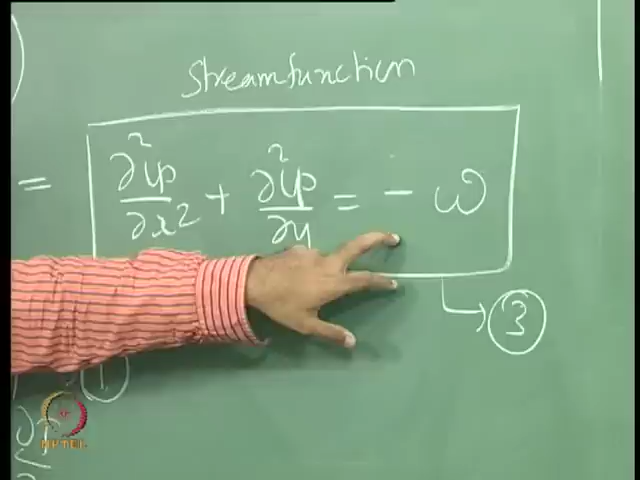 Streamfunction
= ∂²ψ/∂x² + ∂²ψ/∂y = - ω
3
1
NPTEL